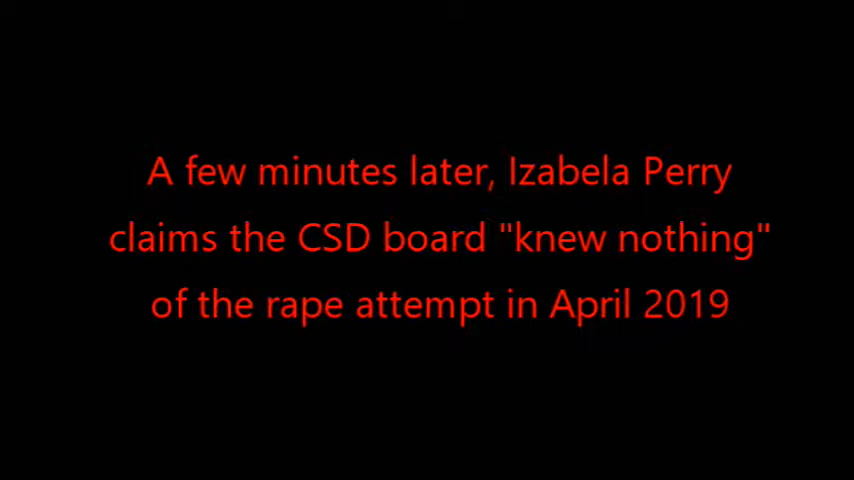 A few minutes later, Izabela Perry
claims the CSD board "knew nothing"
of the rape attempt in April 2019